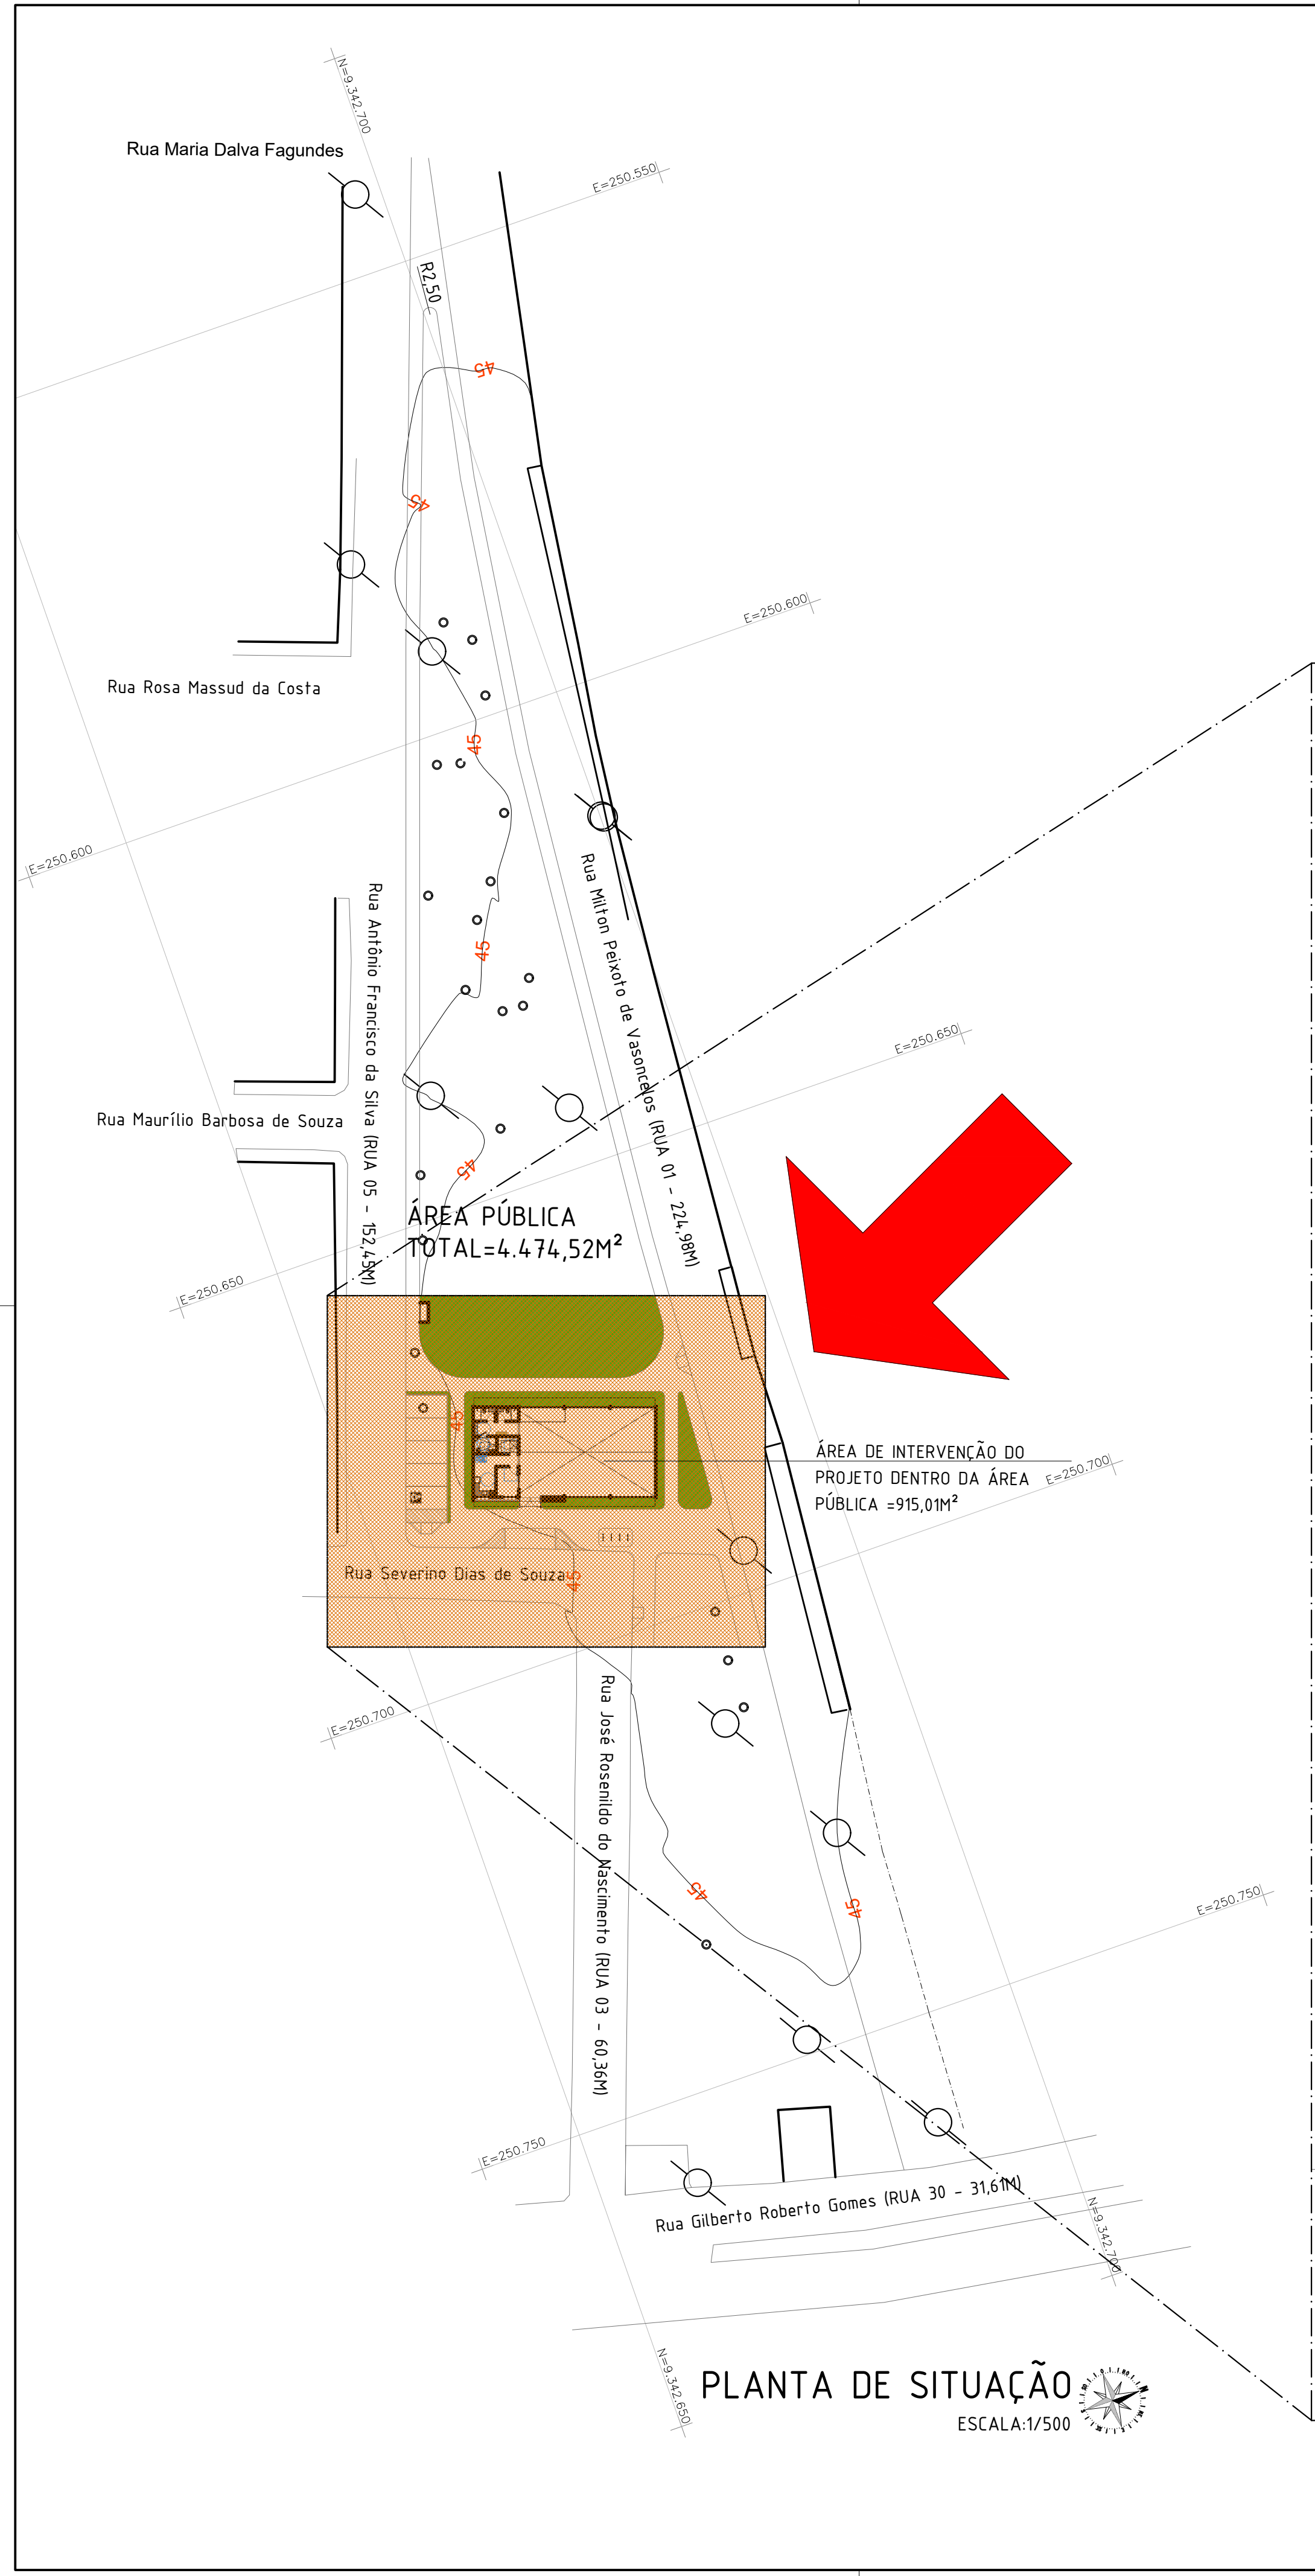 N=9.342.700
Rua Maria Dalva Fagundes
E=250.550
R2,50
45
45
E=250.600
Rua Rosa Massud da Costa
45
E=250.600
Rua Antônio Francisco da Silva (RUA 05 - 152,45M)
Rua Milton Peixoto de Vasoncelos (RUA 01 - 224,98M)
45
E=250.650
Rua Maurílio Barbosa de Souza
45
ÁREA PÚBLICA
TOTAL=4.474,52M²
E=250.650
45
ÁREA DE INTERVENÇÃO DO
PROJETO DENTRO DA ÁREA
PÚBLICA =915,01M²
E=250.700
Rua Severino Dias de Souza
45
E=250.700
Rua José Rosenildo do Nascimento (RUA 03 - 60,36M)
45
45
E=250.750
E=250.750
Rua Gilberto Roberto Gomes (RUA 30 - 31,61M)
N=9.342.700
N=9.342.650
PLANTA DE SITUAÇÃO
ESCALA:1/500